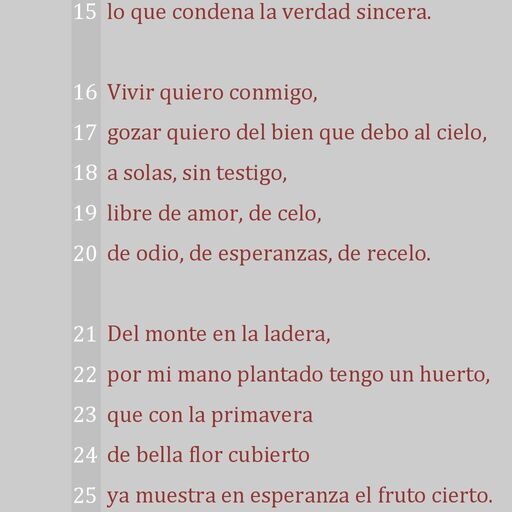 15 lo que condena la verdad sincera.
16 Vivir quiero conmigo,
17 gozar quiero del bien que debo al cielo,
18 a solas, sin testigo,
19 libre de amor, de celo,
20 de odio, de esperanzas, de recelo.
21 Del monte en la ladera,
22 por mi mano plantado tengo un huerto,
23 que con la primavera
24 de bella flor cubierto
25 ya muestra en esperanza el fruto cierto.